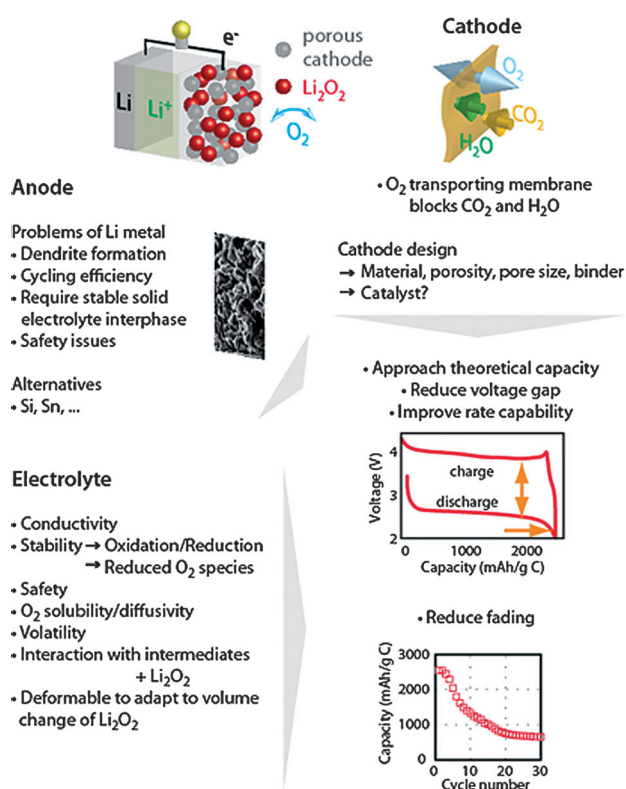 e⁻
porous
cathode
Li₂O₂
Li
Li⁺
O₂
Cathode
O₂
CO₂
H₂O
• O₂ transporting membrane
blocks CO₂ and H₂O
Anode
Problems of Li metal
• Dendrite formation
• Cycling efficiency
• Require stable solid
electrolyte interphase
• Safety issues
Alternatives
• Si, Sn, ...
Cathode design
→ Material, porosity, pore size, binder
→ Catalyst?
• Approach theoretical capacity
• Reduce voltage gap
• Improve rate capability
Voltage (V)
4
3
2
charge
discharge
0 1000 2000
Capacity (mAh/g C)
Electrolyte
• Conductivity
• Stability → Oxidation/Reduction
→ Reduced O₂ species
• Safety
• O₂ solubility/diffusivity
• Volatility
• Interaction with intermediates
+ Li₂O₂
• Deformable to adapt to volume
change of Li₂O₂
• Reduce fading
Capacity (mAh/g C)
3000
2000
1000
0
0 10 20 30
Cycle number